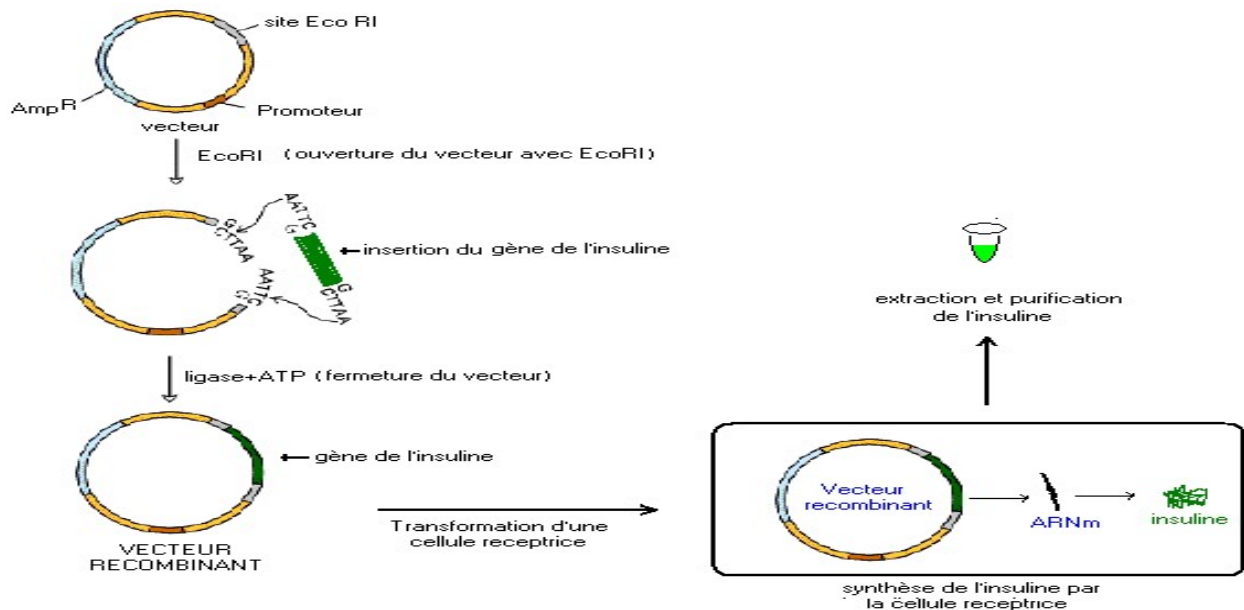 site Eco RI
AmpR
Promoteur
vecteur
EcoRI (ouverture du vecteur avec EcoRI)
AATTC
G
G
CTTAA
insertion du gène de l'insuline
AATTC
G
G
CTTAA
ligase+ATP (fermeture du vecteur)
gène de l'insuline
VECTEUR
RECOMBINANT
Transformation d'une
cellule receptrice
extraction et purification
de l'insuline
Vecteur
recombinant
ARNm
insuline
synthèse de l'insuline par
la cellule receptrice